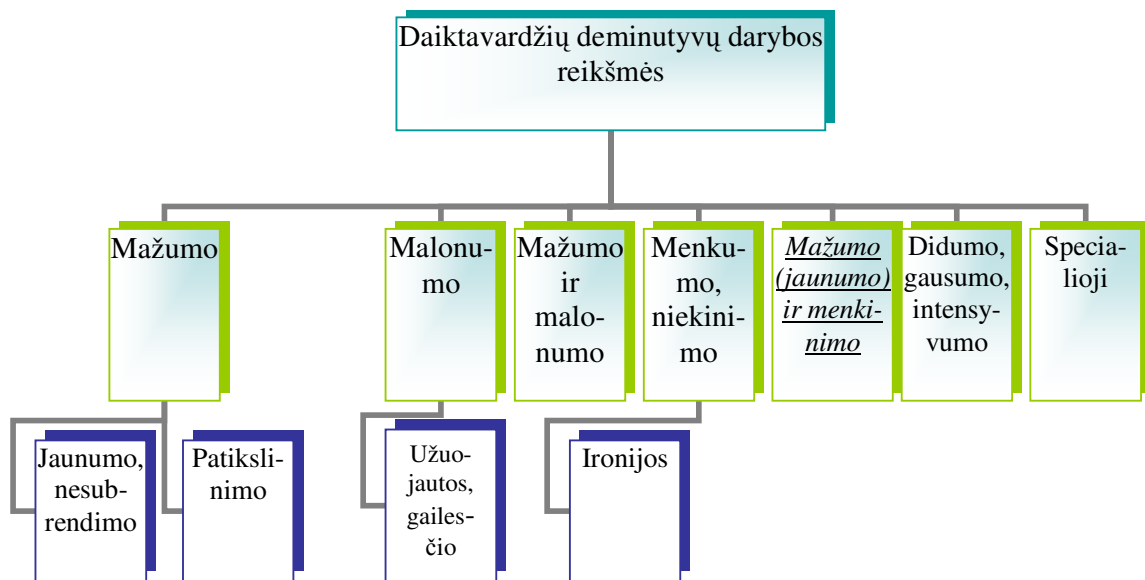 Daiktavardžių deminutyvų darybos
reikšmės
Mažumo
Malonu-
mo
Mažumo
ir
malo-
numo
Menku-
mo,
niekini-
mo
Mažumo
(jaunumo)
ir menki-
nimo
Didumo,
gausumo,
intensy-
vumo
Specia-
lioji
Jaunumo,
nesub-
rendimo
Patiksli-
nimo
Užuo-
jautos,
gailes-
čio
Ironijos